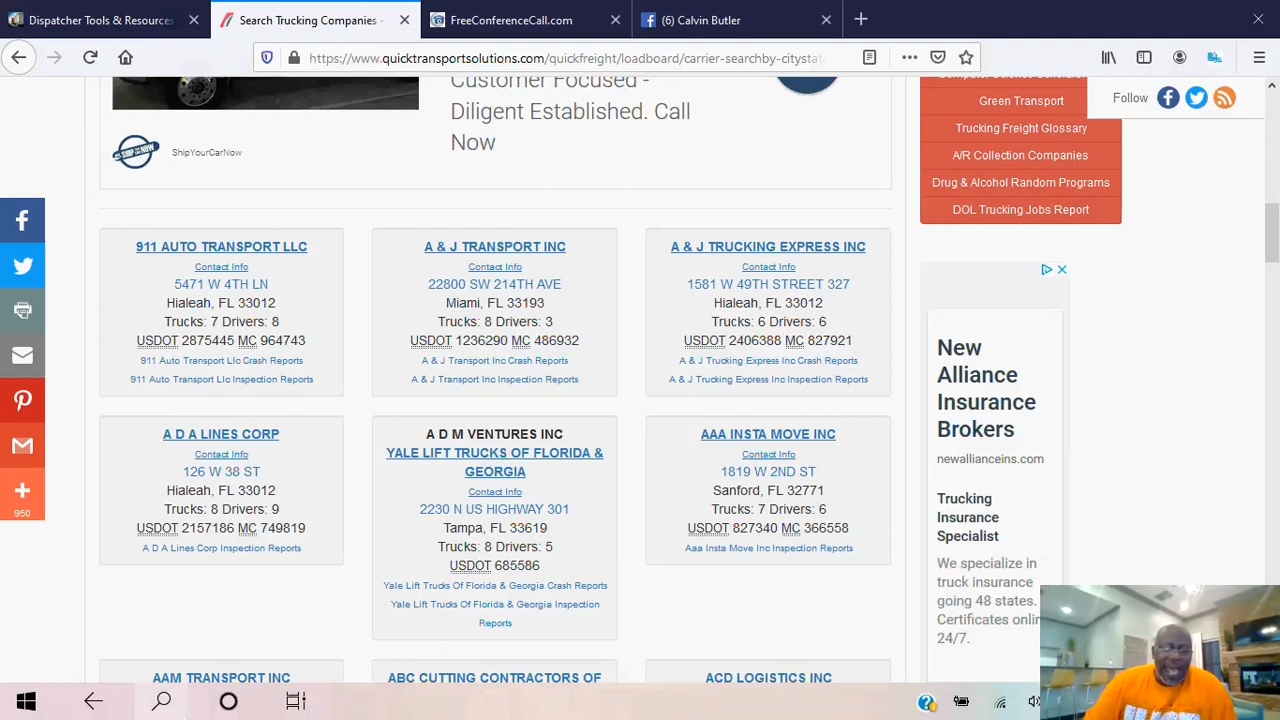 Dispatcher Tools & Resources
Search Trucking Companies -
FreeConferenceCall.com
(6) Calvin Butler
https://www.quicktransportsolutions.com/quickfreight/loadboard/carrier-searchby-citystat
Customer Focused -
Diligent Established. Call
Now
ShipYourCarNow
Green Transport
Trucking Freight Glossary
A/R Collection Companies
Drug & Alcohol Random Programs
DOL Trucking Jobs Report
Follow
911 AUTO TRANSPORT LLC
Contact Info
5471 W 4TH LN
Hialeah, FL 33012
Trucks: 7 Drivers: 8
USDOT 2875445 MC 964743
911 Auto Transport Llc Crash Reports
911 Auto Transport Llc Inspection Reports
A & J TRANSPORT INC
Contact Info
22800 SW 214TH AVE
Miami, FL 33193
Trucks: 8 Drivers: 3
USDOT 1236290 MC 486932
A & J Transport Inc Crash Reports
A & J Transport Inc Inspection Reports
A & J TRUCKING EXPRESS INC
Contact Info
1581 W 49TH STREET 327
Hialeah, FL 33012
Trucks: 6 Drivers: 6
USDOT 2406388 MC 827921
A & J Trucking Express Inc Crash Reports
A & J Trucking Express Inc Inspection Reports
A D A LINES CORP
Contact Info
126 W 38 ST
Hialeah, FL 33012
Trucks: 8 Drivers: 9
USDOT 2157186 MC 749619
A D A Lines Corp Inspection Reports
A D M VENTURES INC
YALE LIFT TRUCKS OF FLORIDA &
GEORGIA
Contact Info
2230 N US HIGHWAY 301
Tampa, FL 33619
Trucks: 8 Drivers: 5
USDOT 685586
Yale Lift Trucks Of Florida & Georgia Crash Reports
Yale Lift Trucks Of Florida & Georgia Inspection
Reports
AAA INSTA MOVE INC
Contact Info
1819 W 2ND ST
Sanford, FL 32771
Trucks: 7 Drivers: 6
USDOT 827340 MC 366558
Aaa Insta Move Inc Inspection Reports
AAM TRANSPORT INC
ABC CUTTING CONTRACTORS OF
ACD LOGISTICS INC
950
New
Alliance
Insurance
Brokers
newallianceins.com
Trucking
Insurance
Specialist
We specialize in
truck insurance
going 48 states.
Certificates onlin
24/7.